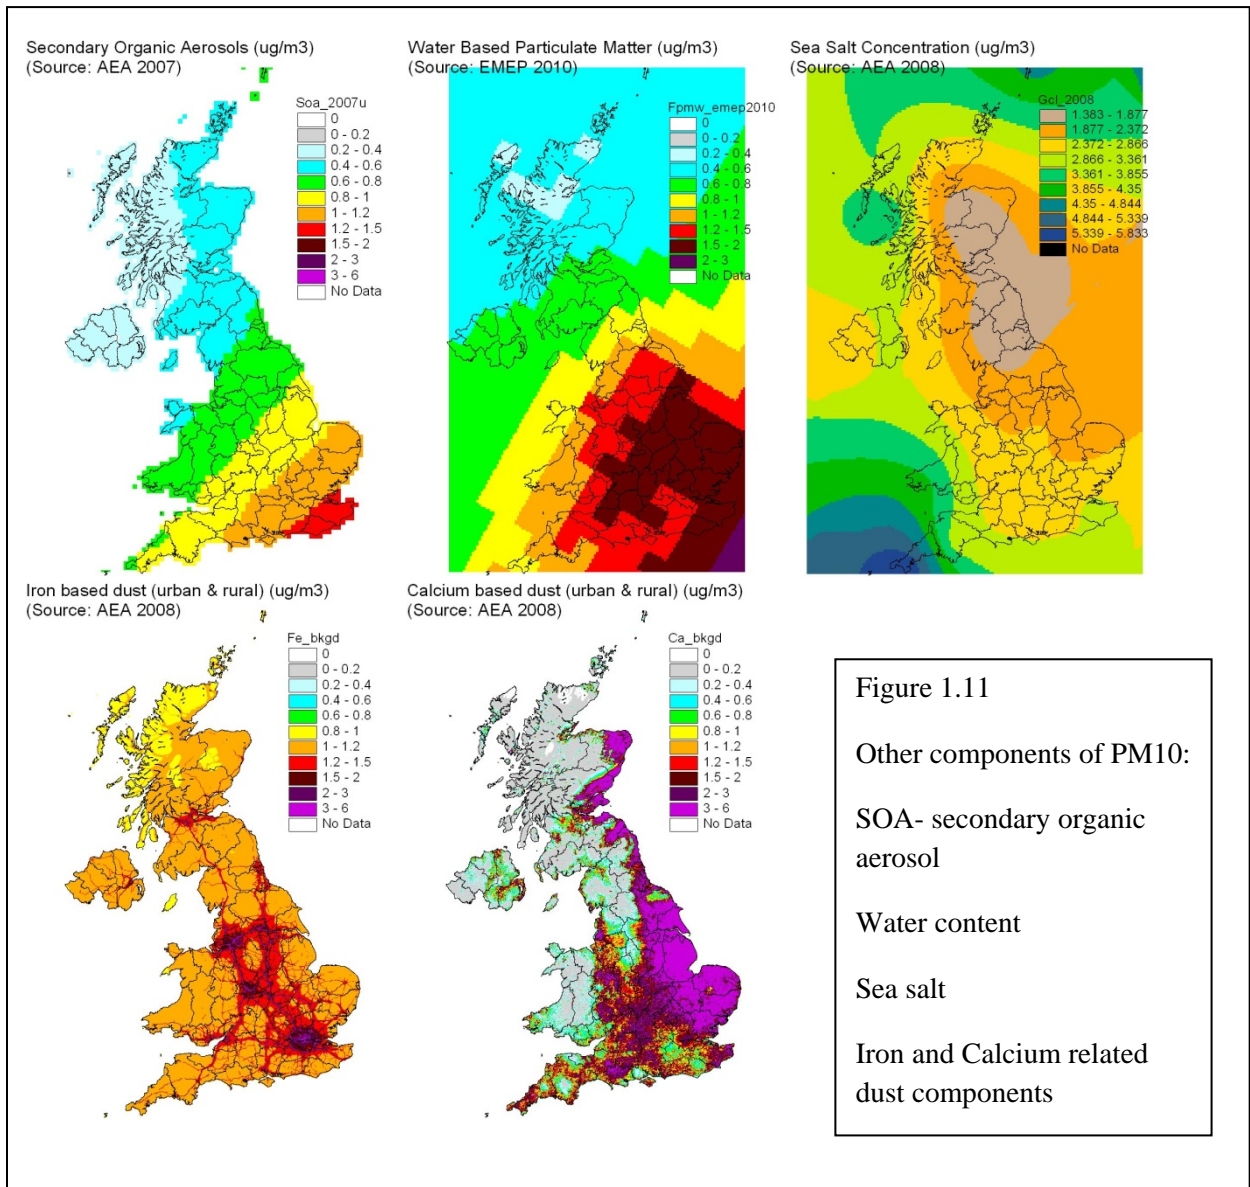 Secondary Organic Aerosols (ug/m3)
(Source: AEA 2007)
Soa_2007u
0
0 - 0.2
0.2 - 0.4
0.4 - 0.6
0.6 - 0.8
0.8 - 1
1 - 1.2
1.2 - 1.5
1.5 - 2
2 - 3
3 - 6
No Data
Water Based Particulate Matter (ug/m3)
(Source: EMEP 2010)
Fpmw_emep2010
0
0 - 0.2
0.2 - 0.4
0.4 - 0.6
0.6 - 0.8
0.8 - 1
1 - 1.2
1.2 - 1.5
1.5 - 2
2 - 3
No Data
Sea Salt Concentration (ug/m3)
(Source: AEA 2008)
Gcl_2008
1.383 - 1.877
1.877 - 2.372
2.372 - 2.866
2.866 - 3.361
3.361 - 3.855
3.855 - 4.35
4.35 - 4.844
4.844 - 5.339
5.339 - 5.833
No Data
Iron based dust (urban & rural) (ug/m3)
(Source: AEA 2008)
Fe_bkgd
0
0 - 0.2
0.2 - 0.4
0.4 - 0.6
0.6 - 0.8
0.8 - 1
1 - 1.2
1.2 - 1.5
1.5 - 2
2 - 3
3 - 6
No Data
Calcium based dust (urban & rural) (ug/m3)
(Source: AEA 2008)
Ca_bkgd
0
0 - 0.2
0.2 - 0.4
0.4 - 0.6
0.6 - 0.8
0.8 - 1
1 - 1.2
1.2 - 1.5
1.5 - 2
2 - 3
3 - 6
No Data
Figure 1.11
Other components of PM10:
SOA- secondary organic
aerosol
Water content
Sea salt
Iron and Calcium related
dust components